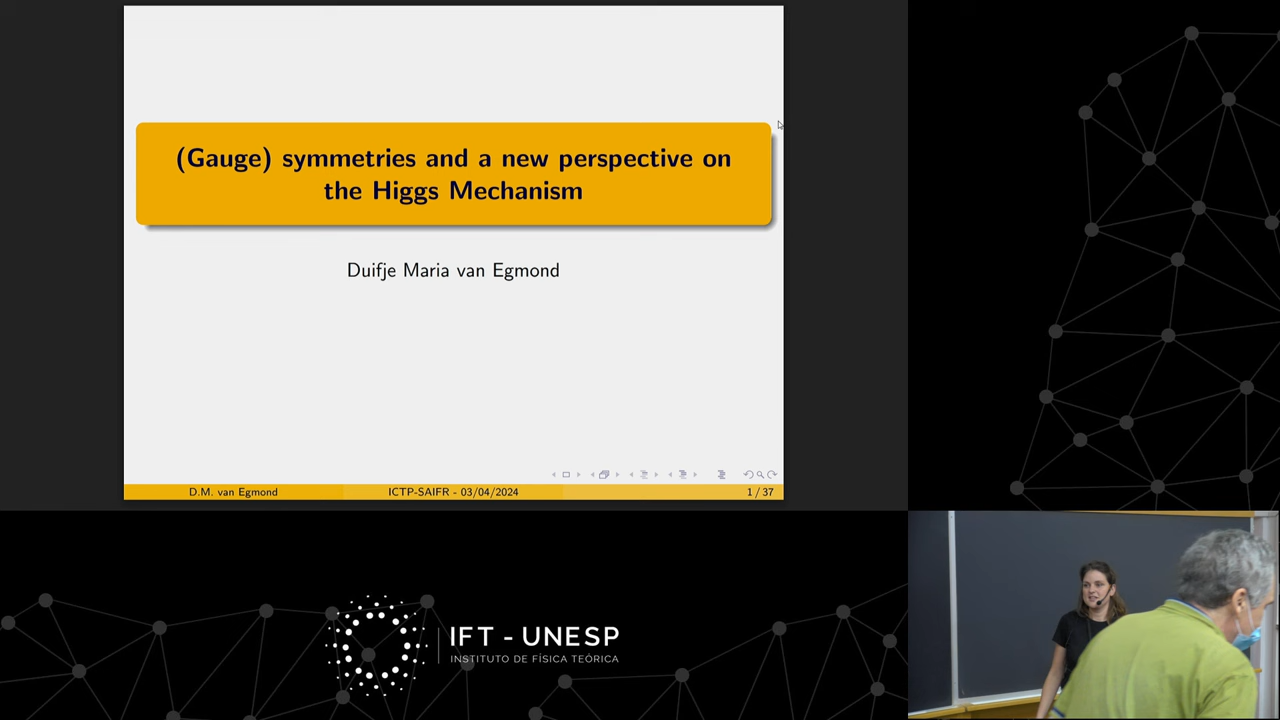 (Gauge) symmetries and a new perspective on
the Higgs Mechanism
Duifje Maria van Egmond
D.M. van Egmond
ICTP-SAIFR - 03/04/2024
1 / 37
IFT - UNESP
INSTITUTO DE FÍSICA TEÓRICA